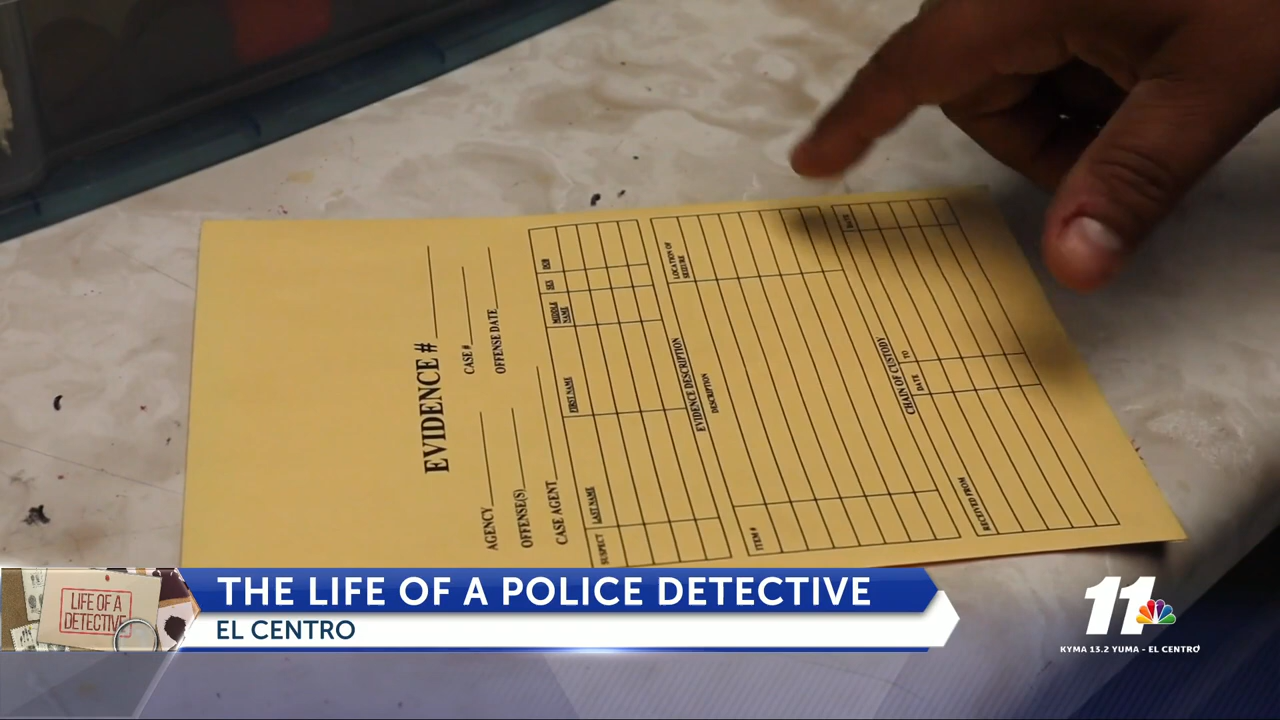 EVIDENCE #
AGENCY CASE #
OFFENSE(S) OFFENSE DATE
CASE AGENT
SUSPECT LAST NAME FIRST NAME MIDDLE NAME SEX DOB
EVIDENCE DESCRIPTION
ITEM # DESCRIPTION LOCATION OF SEIZURE
CHAIN OF CUSTODY
RECEIVED FROM DATE TO DATE
LIFE OF A
DETECTIVE
THE LIFE OF A POLICE DETECTIVE
EL CENTRO
11
KYMA 13.2 YUMA - EL CENTRO